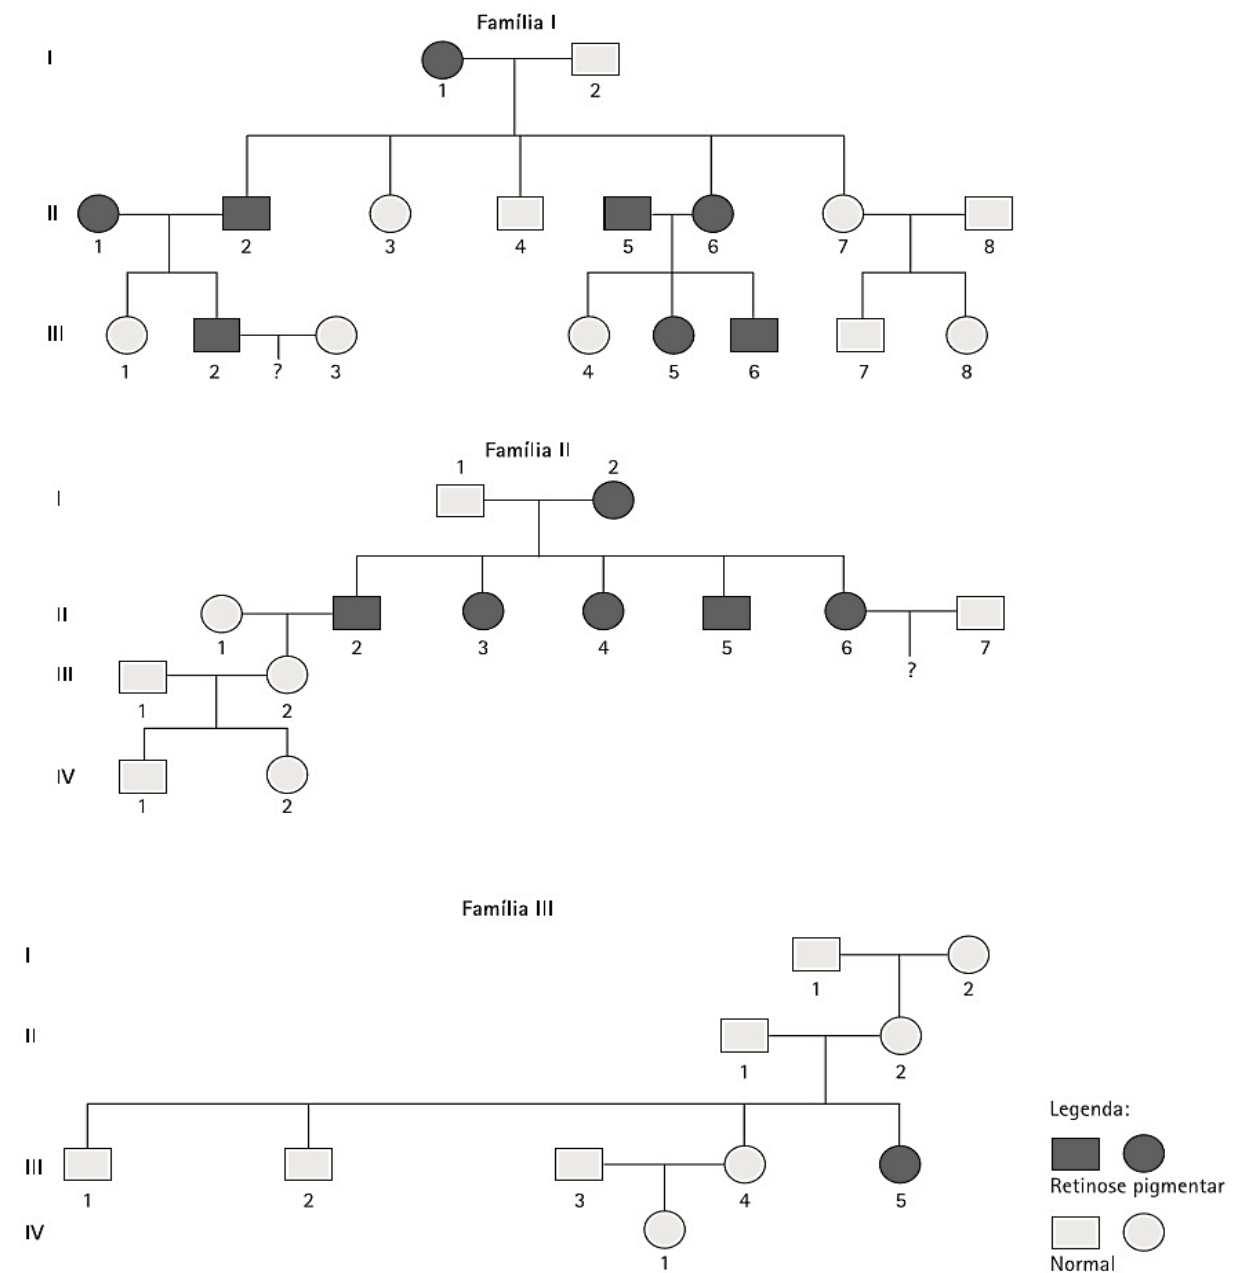 Família I
I
1 2
II
1 2 3 4 5 6 7 8
III
1 2 ? 3 4 5 6 7 8
Família II
1 2
I
II
1 2 3 4 5 6 7
?
III
1 2
IV
1 2
Família III
I
1 2
II
1 2
Legenda:
III
Retinose pigmentar
1 2 3 4 5
IV
1
Normal